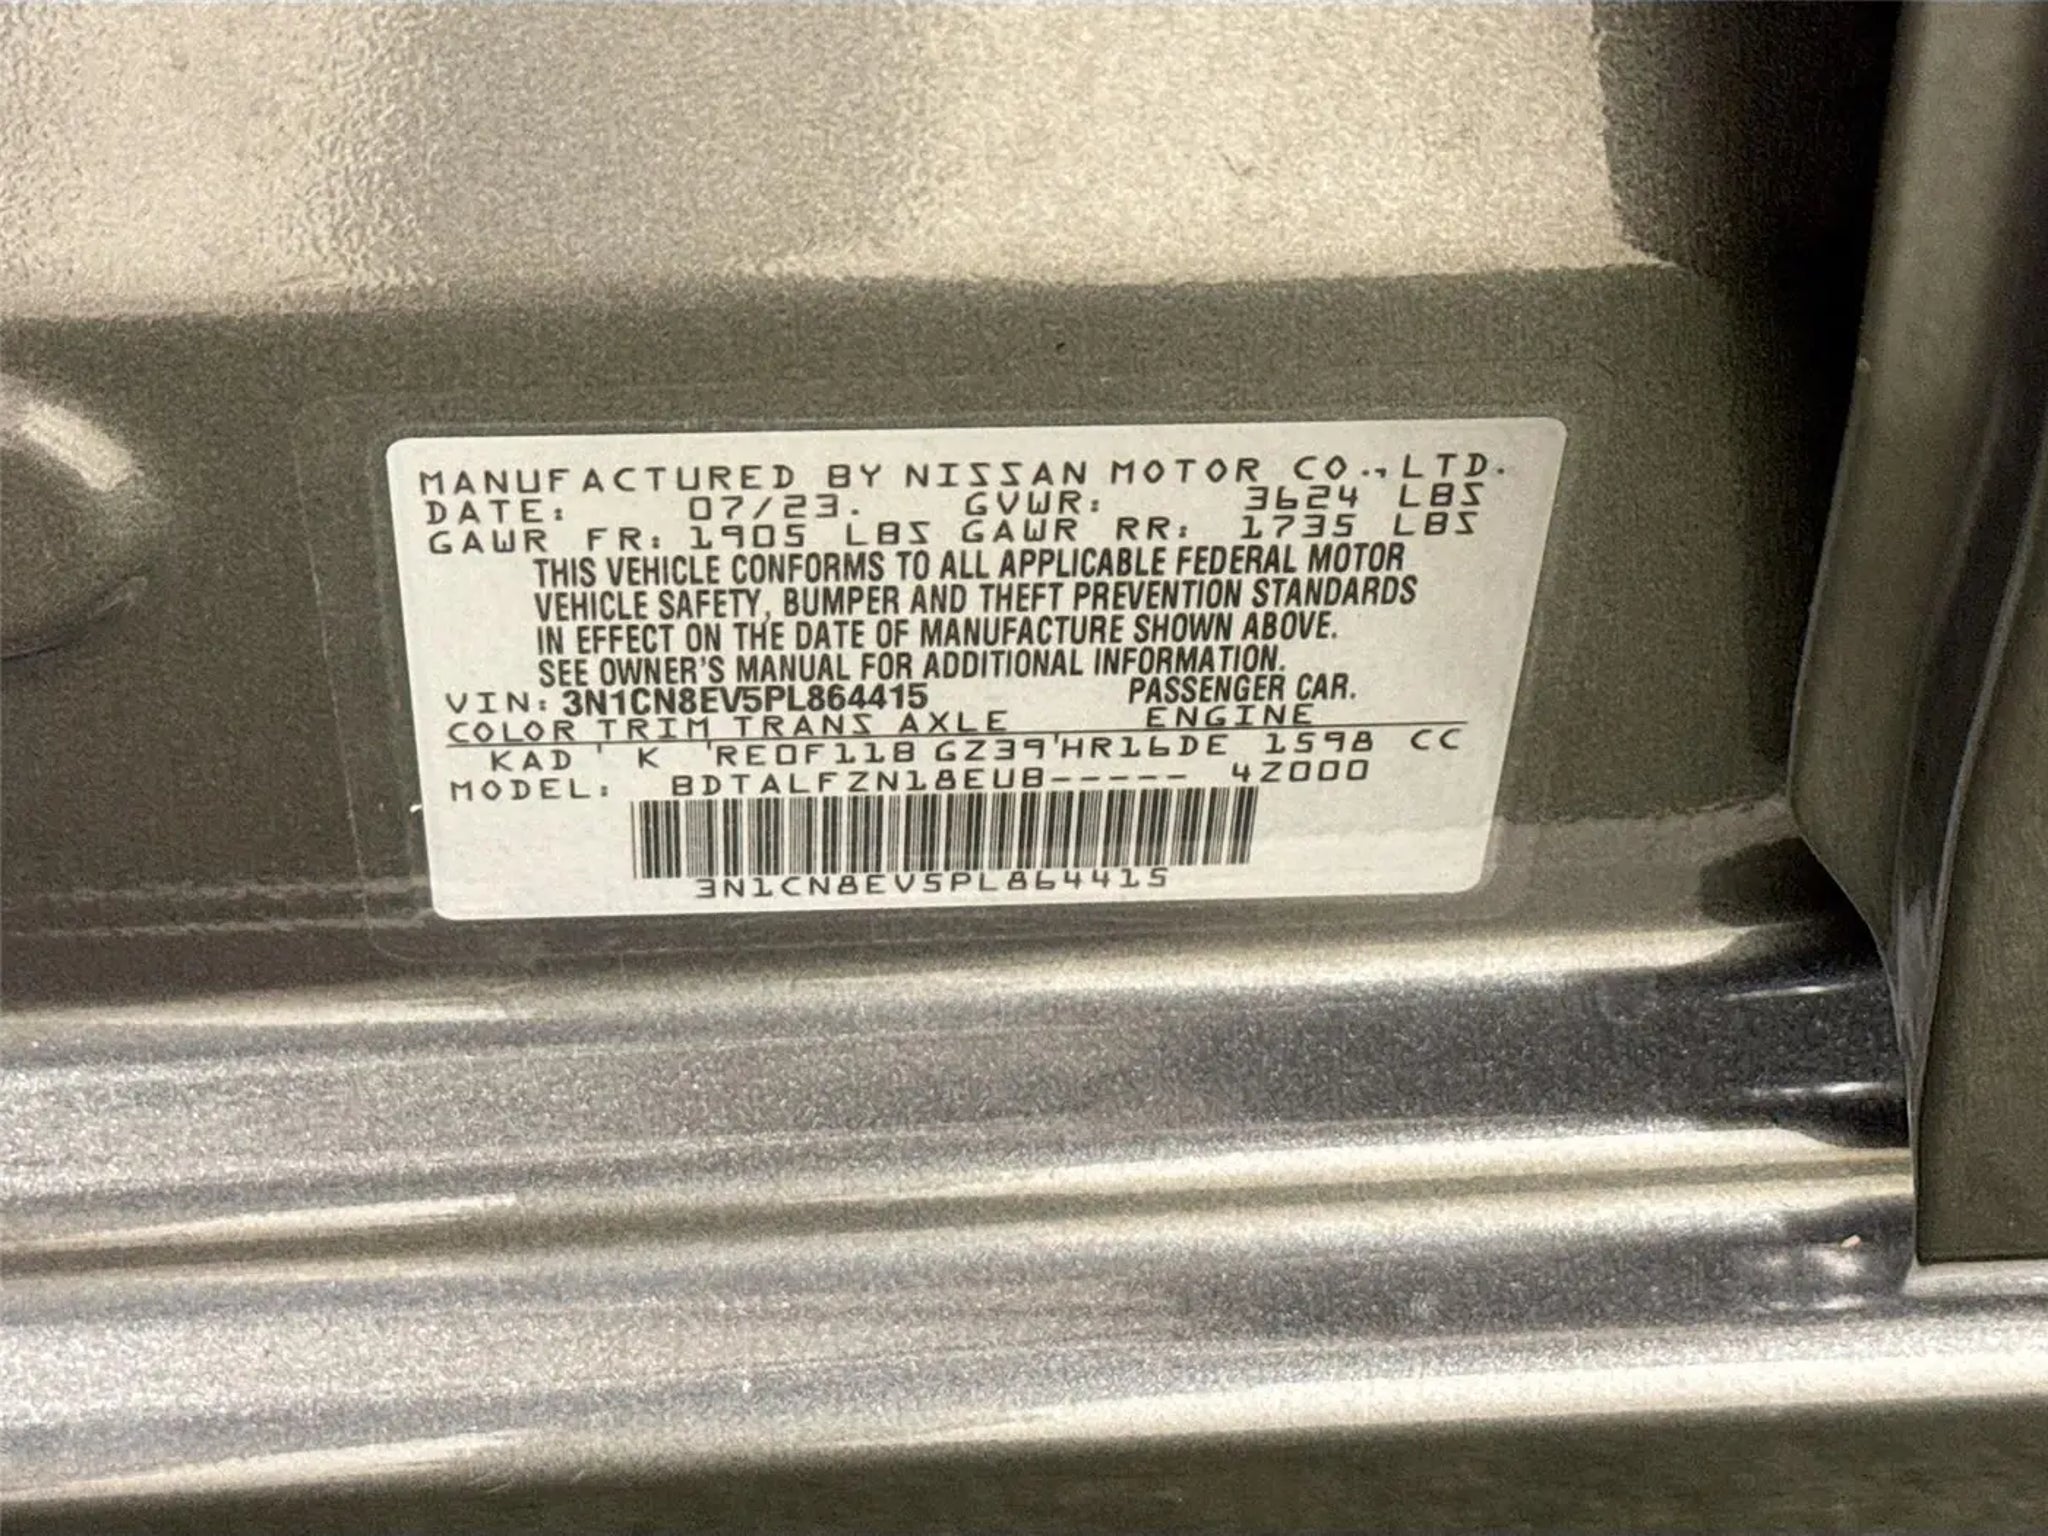 MANUFACTURED BY NISSAN MOTOR CO., LTD.
DATE: 07/23. GVWR: 3624 LBS
GAWR FR: 1905 LBS GAWR RR: 1735 LBS
THIS VEHICLE CONFORMS TO ALL APPLICABLE FEDERAL MOTOR
VEHICLE SAFETY, BUMPER AND THEFT PREVENTION STANDARDS
IN EFFECT ON THE DATE OF MANUFACTURE SHOWN ABOVE.
SEE OWNER'S MANUAL FOR ADDITIONAL INFORMATION.
VIN: 3N1CN8EV5PL864415 PASSENGER CAR.
COLOR TRIM TRANS AXLE ENGINE
KAD ' K 'RE0F11B GZ39'HR16DE 1598 CC
MODEL: BDTALFZN18EUB----- 4Z000
3N1CN8EV5PL864415